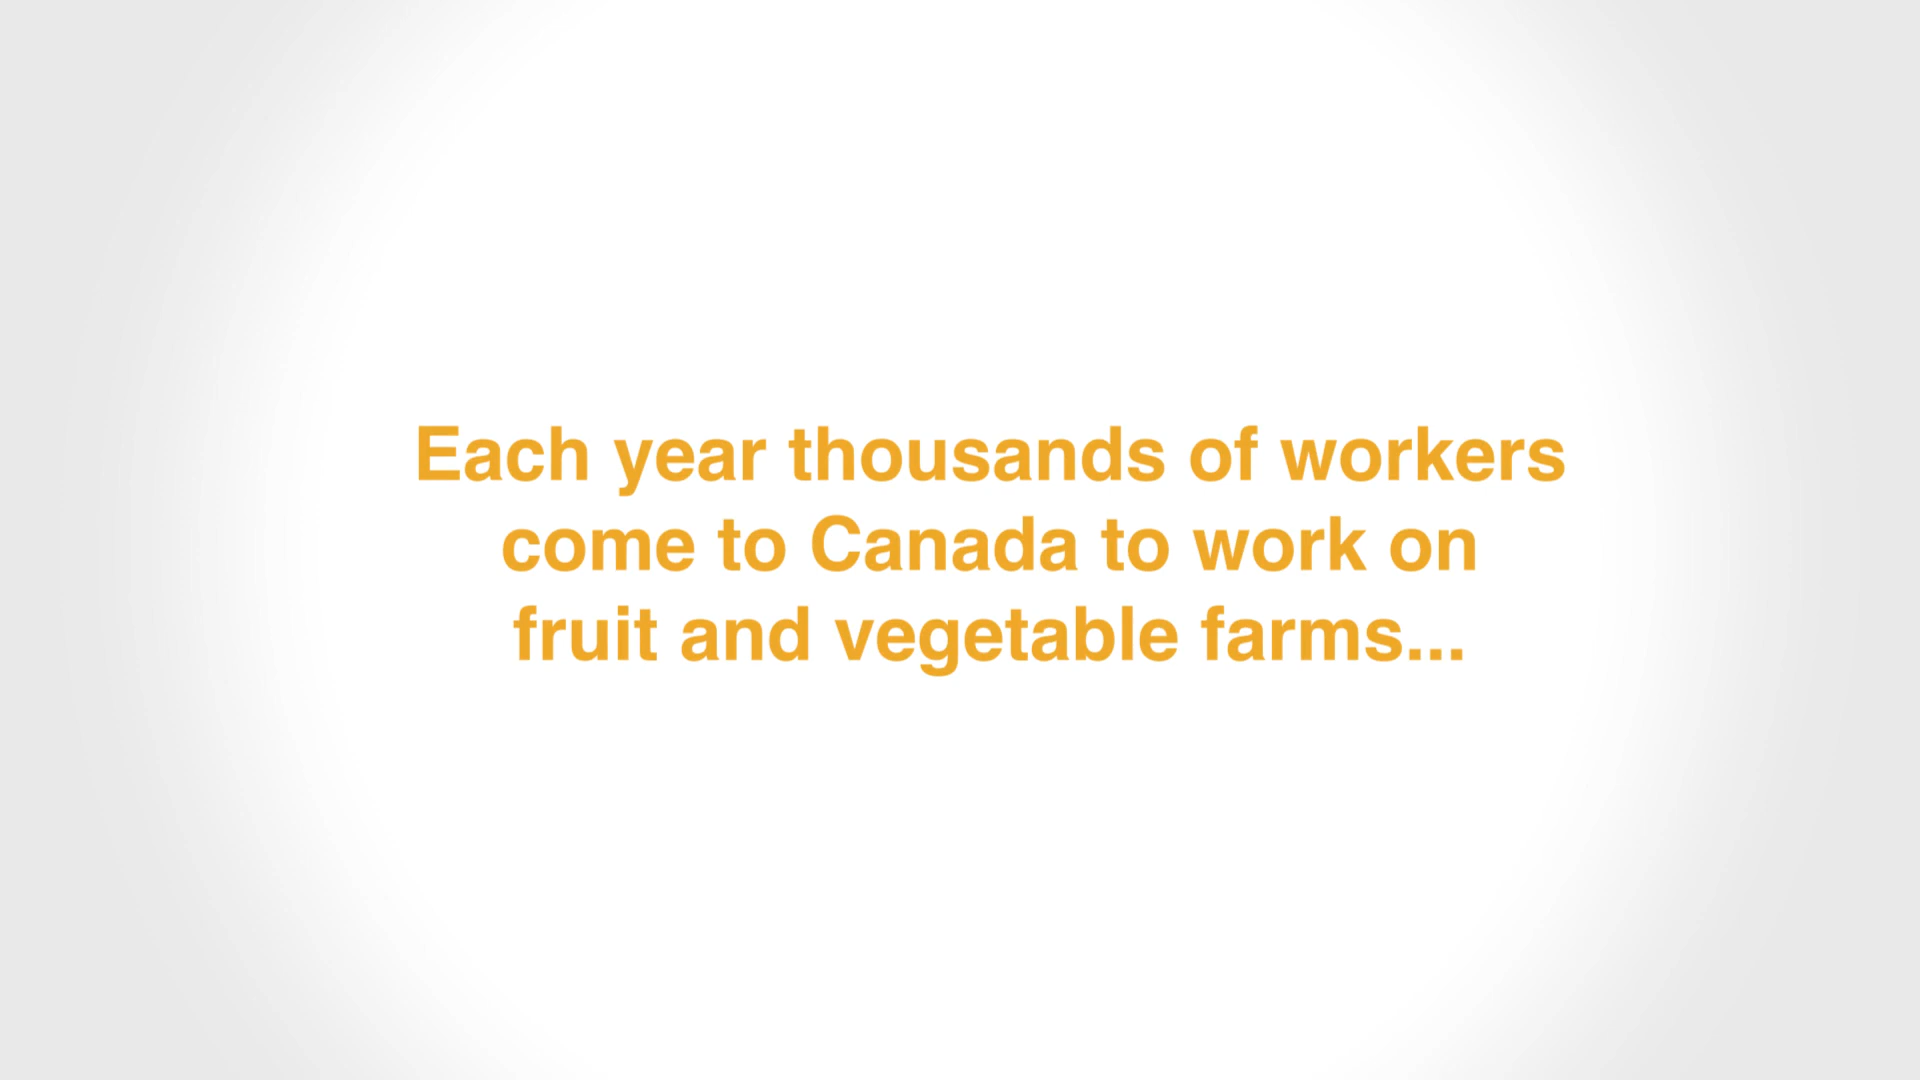 Each year thousands of workers
come to Canada to work on
fruit and vegetable farms...